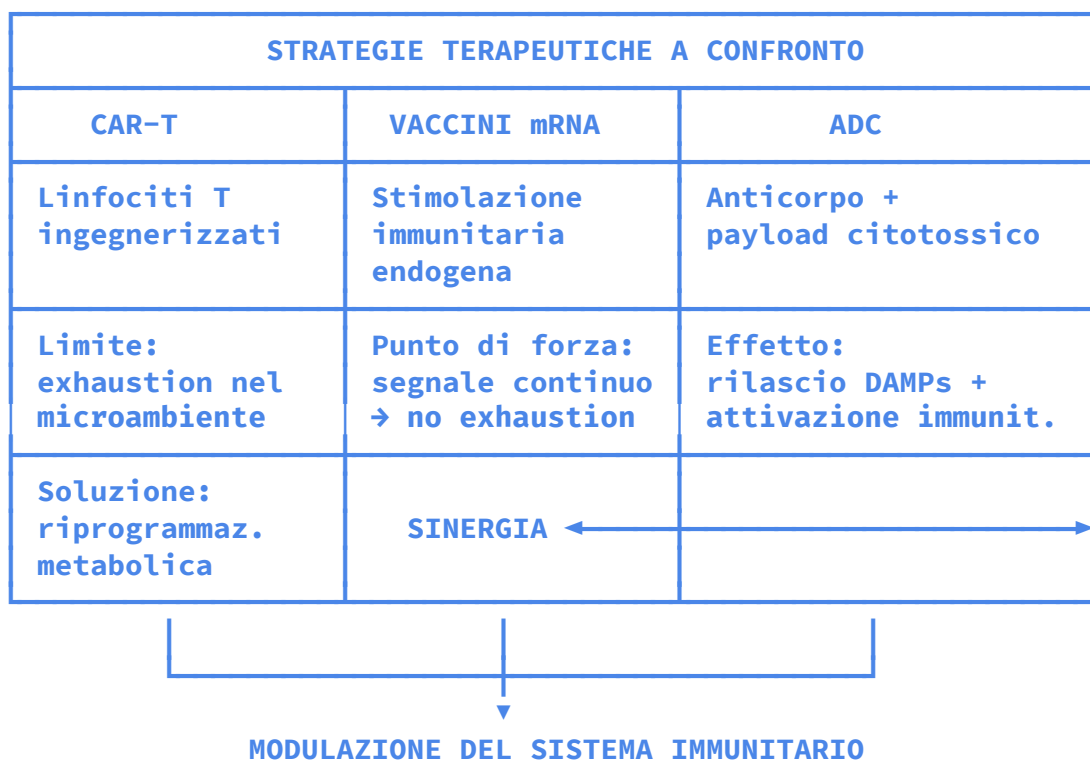 STRATEGIE TERAPEUTICHE A CONFRONTO
CAR-T
VACCINI mRNA
ADC
Linfociti T
ingegnerizzati
Stimolazione
immunitaria
endogena
Anticorpo +
payload citotossico
Limite:
exhaustion nel
microambiente
Punto di forza:
segnale continuo
→ no exhaustion
Effetto:
rilascio DAMPs +
attivazione immunit.
Soluzione:
riprogrammaz.
metabolica
SINERGIA
MODULAZIONE DEL SISTEMA IMMUNITARIO